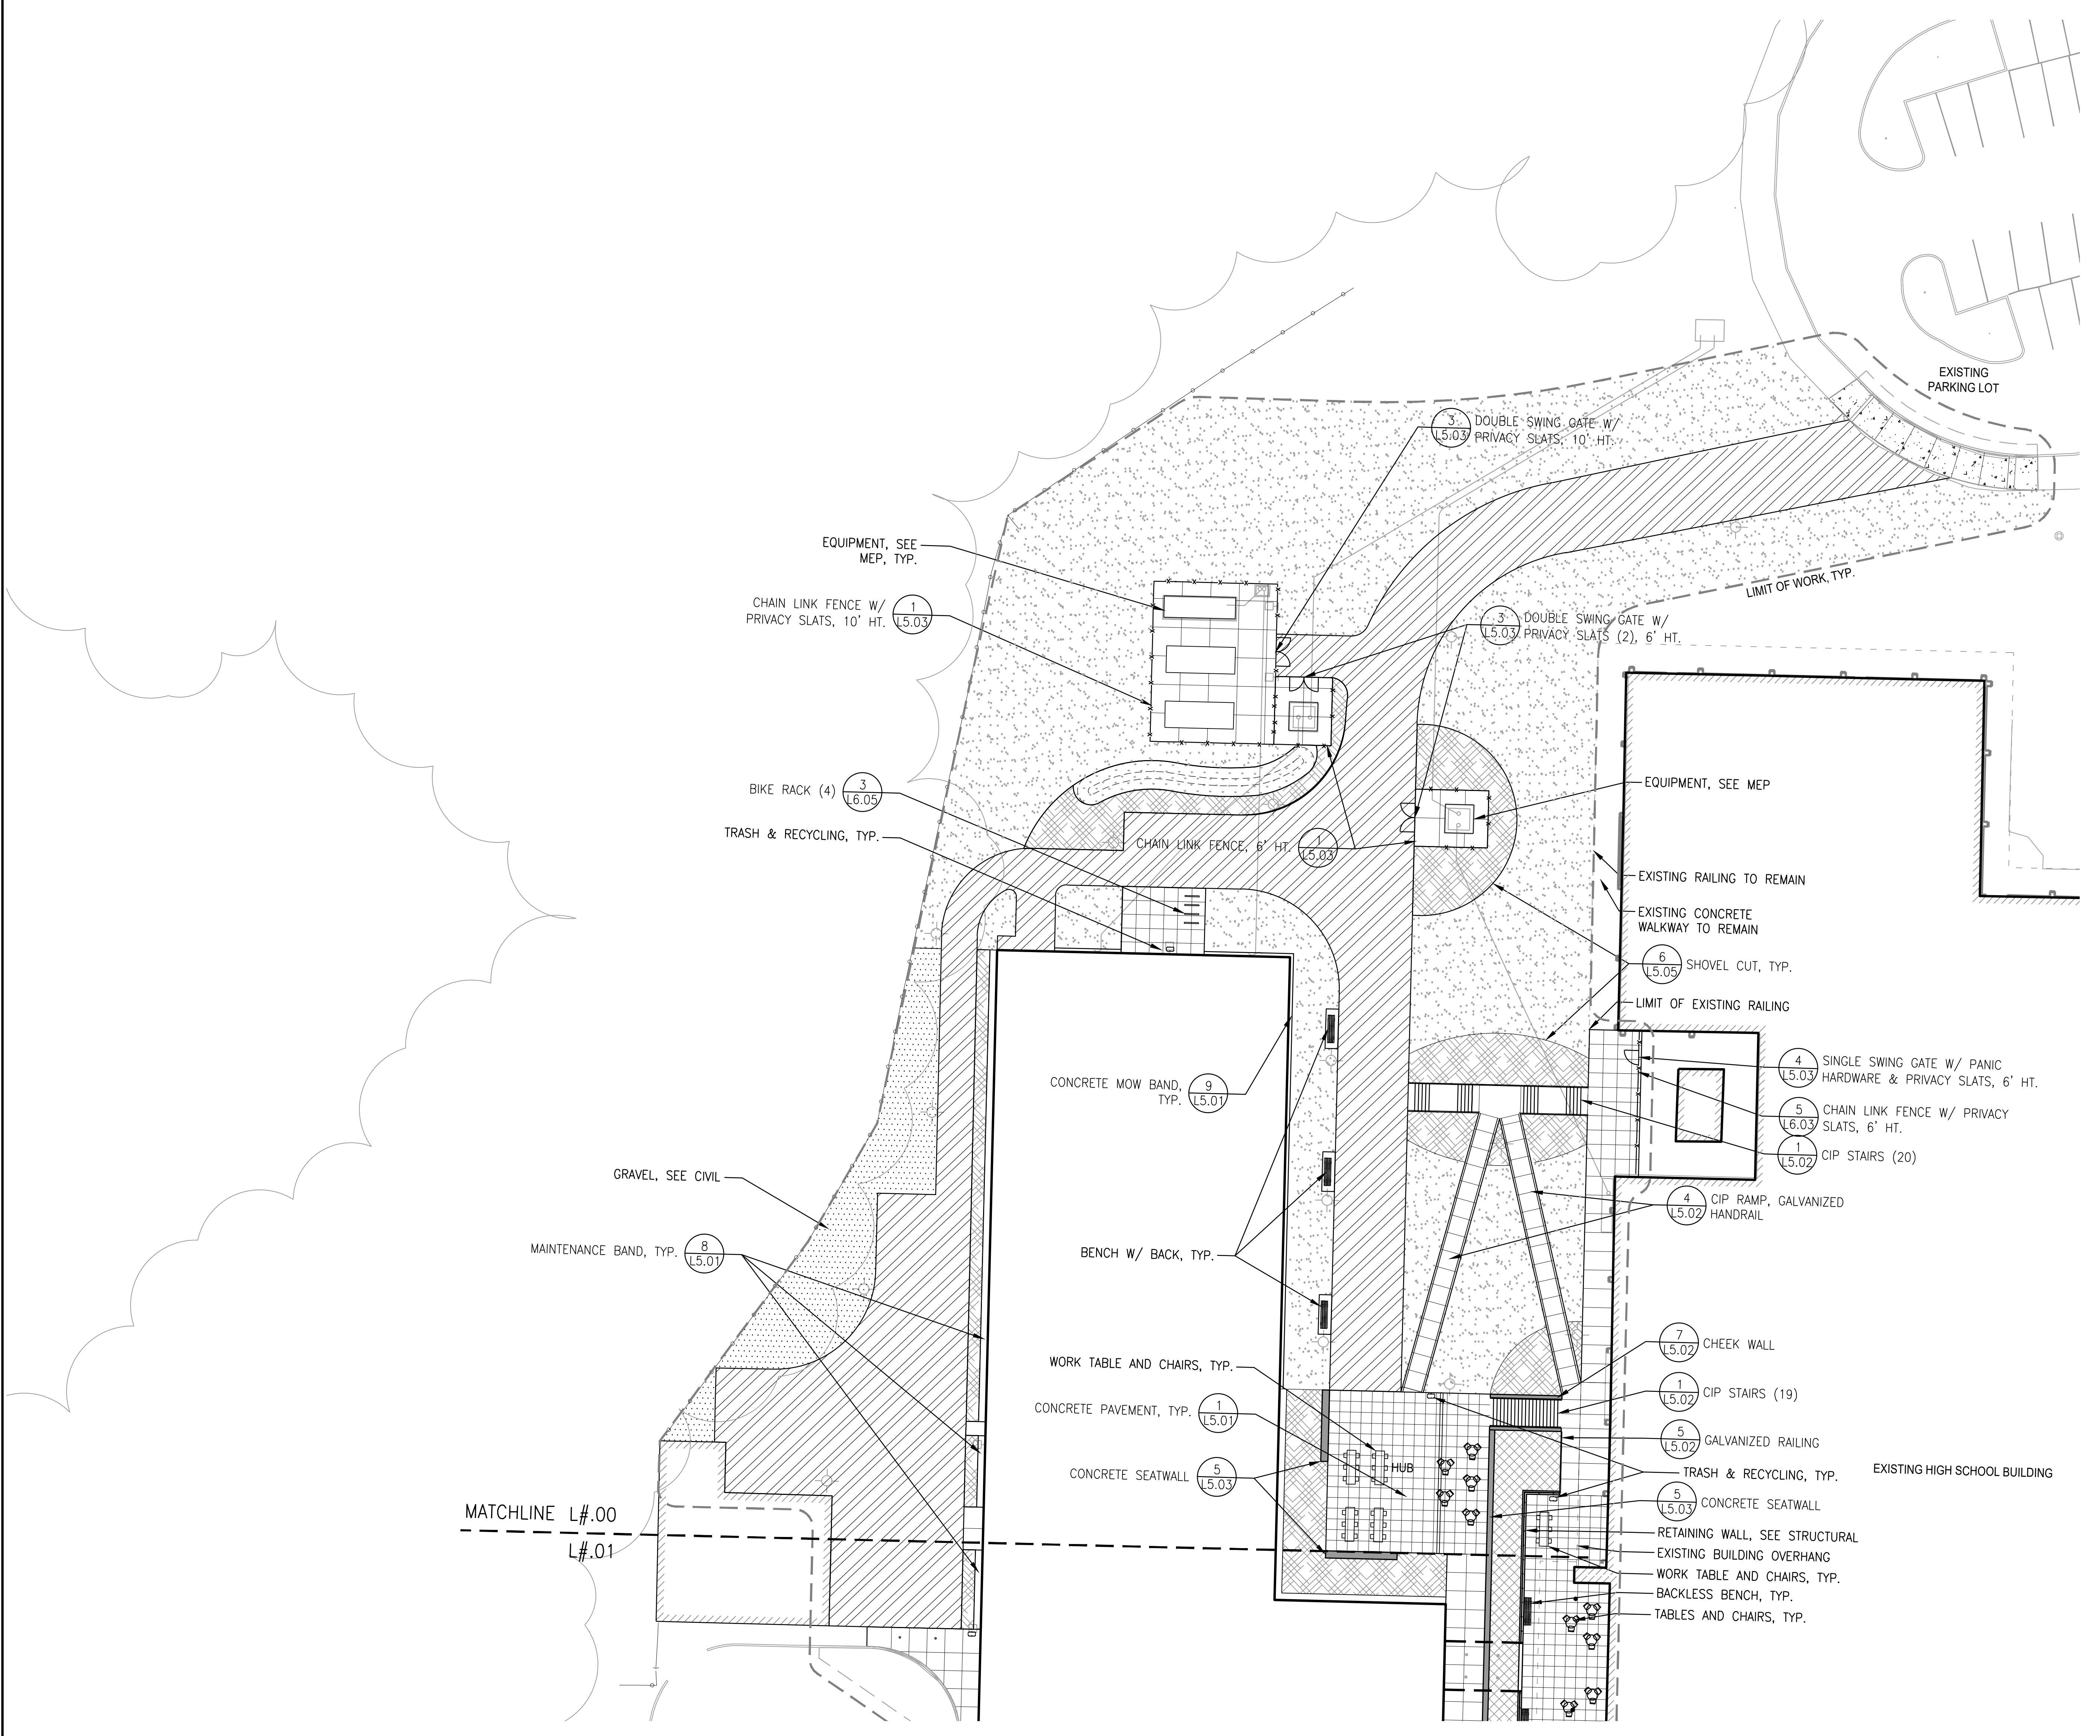 EXISTING
PARKING LOT
3
L5.03
DOUBLE SWING GATE W/
PRIVACY SLATS, 10' HT.
EQUIPMENT, SEE
MEP, TYP.
LIMIT OF WORK, TYP.
CHAIN LINK FENCE W/
PRIVACY SLATS, 10' HT.
1
L5.03
3
L5.03
DOUBLE SWING GATE W/
PRIVACY SLATS (2), 6' HT.
BIKE RACK (4)
3
L6.05
EQUIPMENT, SEE MEP
TRASH & RECYCLING, TYP.
CHAIN LINK FENCE, 6' HT.
1
L5.03
EXISTING RAILING TO REMAIN
EXISTING CONCRETE
WALKWAY TO REMAIN
6
L5.05
SHOVEL CUT, TYP.
LIMIT OF EXISTING RAILING
4
L5.03
SINGLE SWING GATE W/ PANIC
HARDWARE & PRIVACY SLATS, 6' HT.
CONCRETE MOW BAND,
TYP.
9
L5.01
5
L6.03
CHAIN LINK FENCE W/ PRIVACY
SLATS, 6' HT.
1
L5.02
CIP STAIRS (20)
GRAVEL, SEE CIVIL
4
L5.02
CIP RAMP, GALVANIZED
HANDRAIL
MAINTENANCE BAND, TYP.
8
L5.01
BENCH W/ BACK, TYP.
7
L5.02
CHEEK WALL
WORK TABLE AND CHAIRS, TYP.
1
L5.02
CIP STAIRS (19)
CONCRETE PAVEMENT, TYP.
1
L5.01
5
L5.02
GALVANIZED RAILING
HUB
CONCRETE SEATWALL
5
L5.03
TRASH & RECYCLING, TYP.
EXISTING HIGH SCHOOL BUILDING
5
L5.03
CONCRETE SEATWALL
MATCHLINE L#.00
L#.01
RETAINING WALL, SEE STRUCTURAL
EXISTING BUILDING OVERHANG
WORK TABLE AND CHAIRS, TYP.
BACKLESS BENCH, TYP.
TABLES AND CHAIRS, TYP.